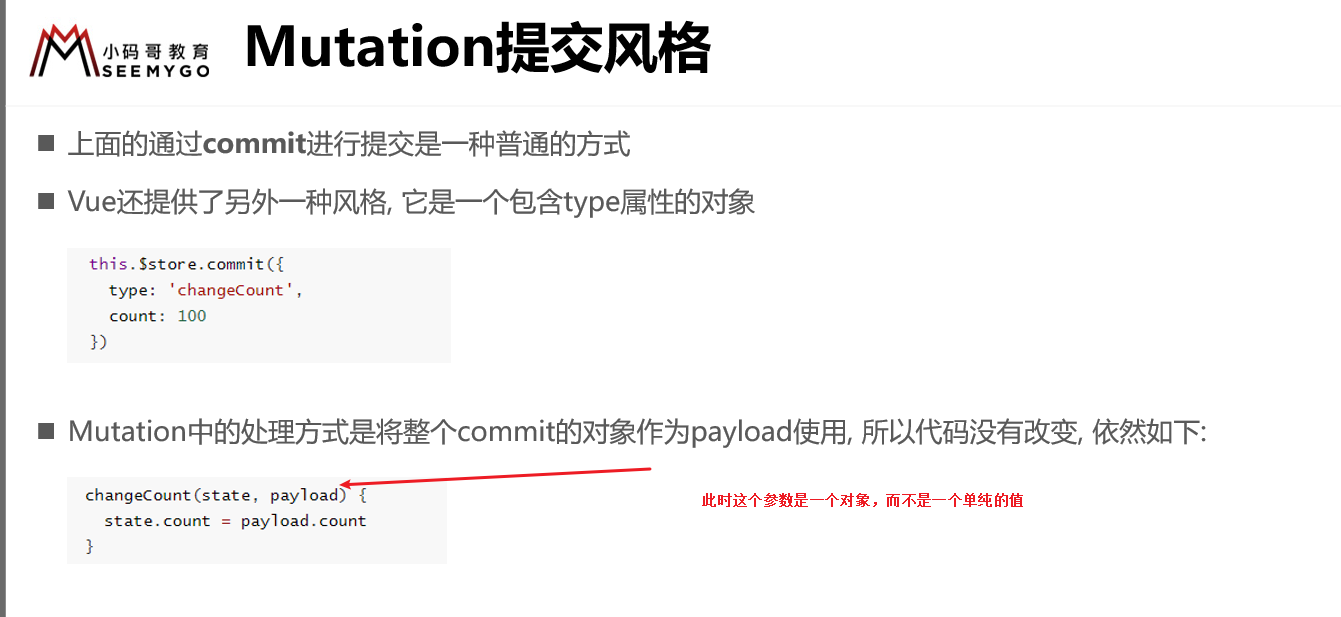 小码哥教育
SEEMYGO
Mutation提交风格
上面的通过commit进行提交是一种普通的方式
Vue还提供了另外一种风格, 它是一个包含type属性的对象
this.$store.commit({
  type: 'changeCount',
  count: 100
})
Mutation中的处理方式是将整个commit的对象作为payload使用, 所以代码没有改变, 依然如下:
changeCount(state, payload) {
  state.count = payload.count
}
此时这个参数是一个对象，而不是一个单纯的值